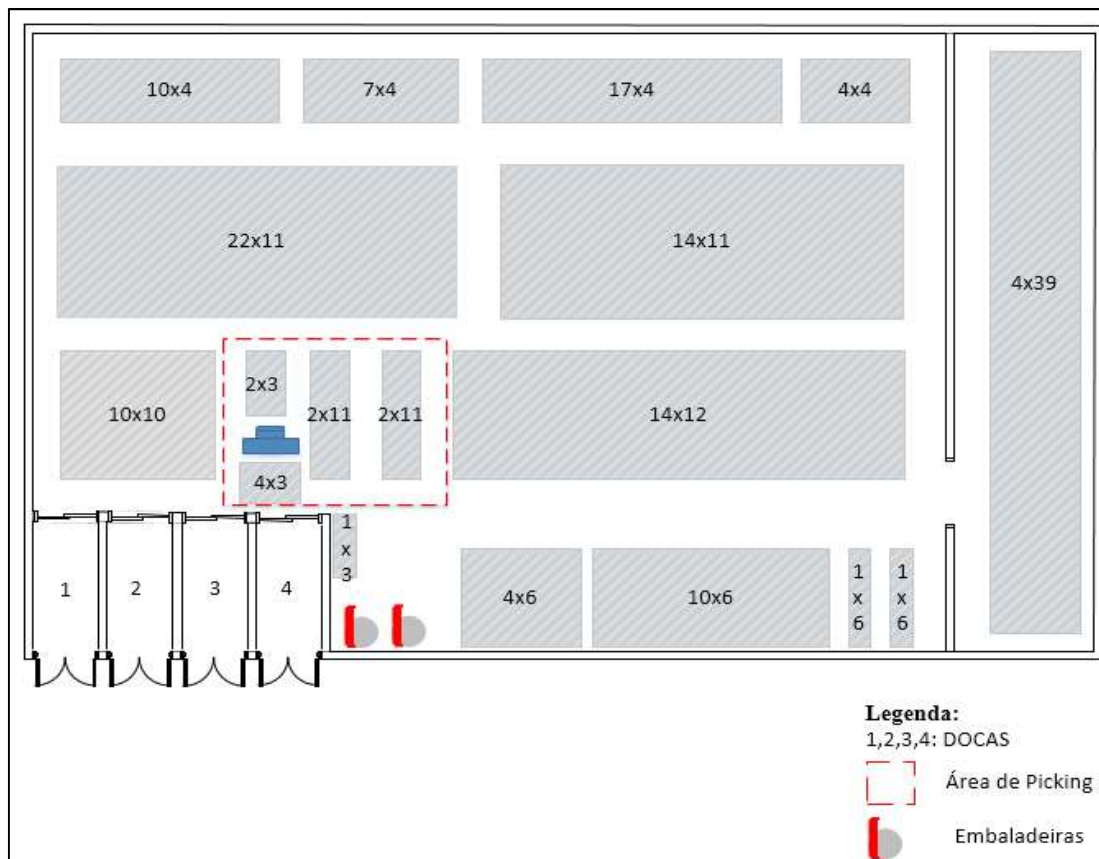 10x4
7x4
17x4
4x4
22x11
14x11
4x39
2x3
10x10
2x11
2x11
14x12
4x3
1
2
3
4
1
x
3
4x6
10x6
1
x
6
1
x
6
Legenda:
1,2,3,4: DOCAS
Área de Picking
Embaladeiras